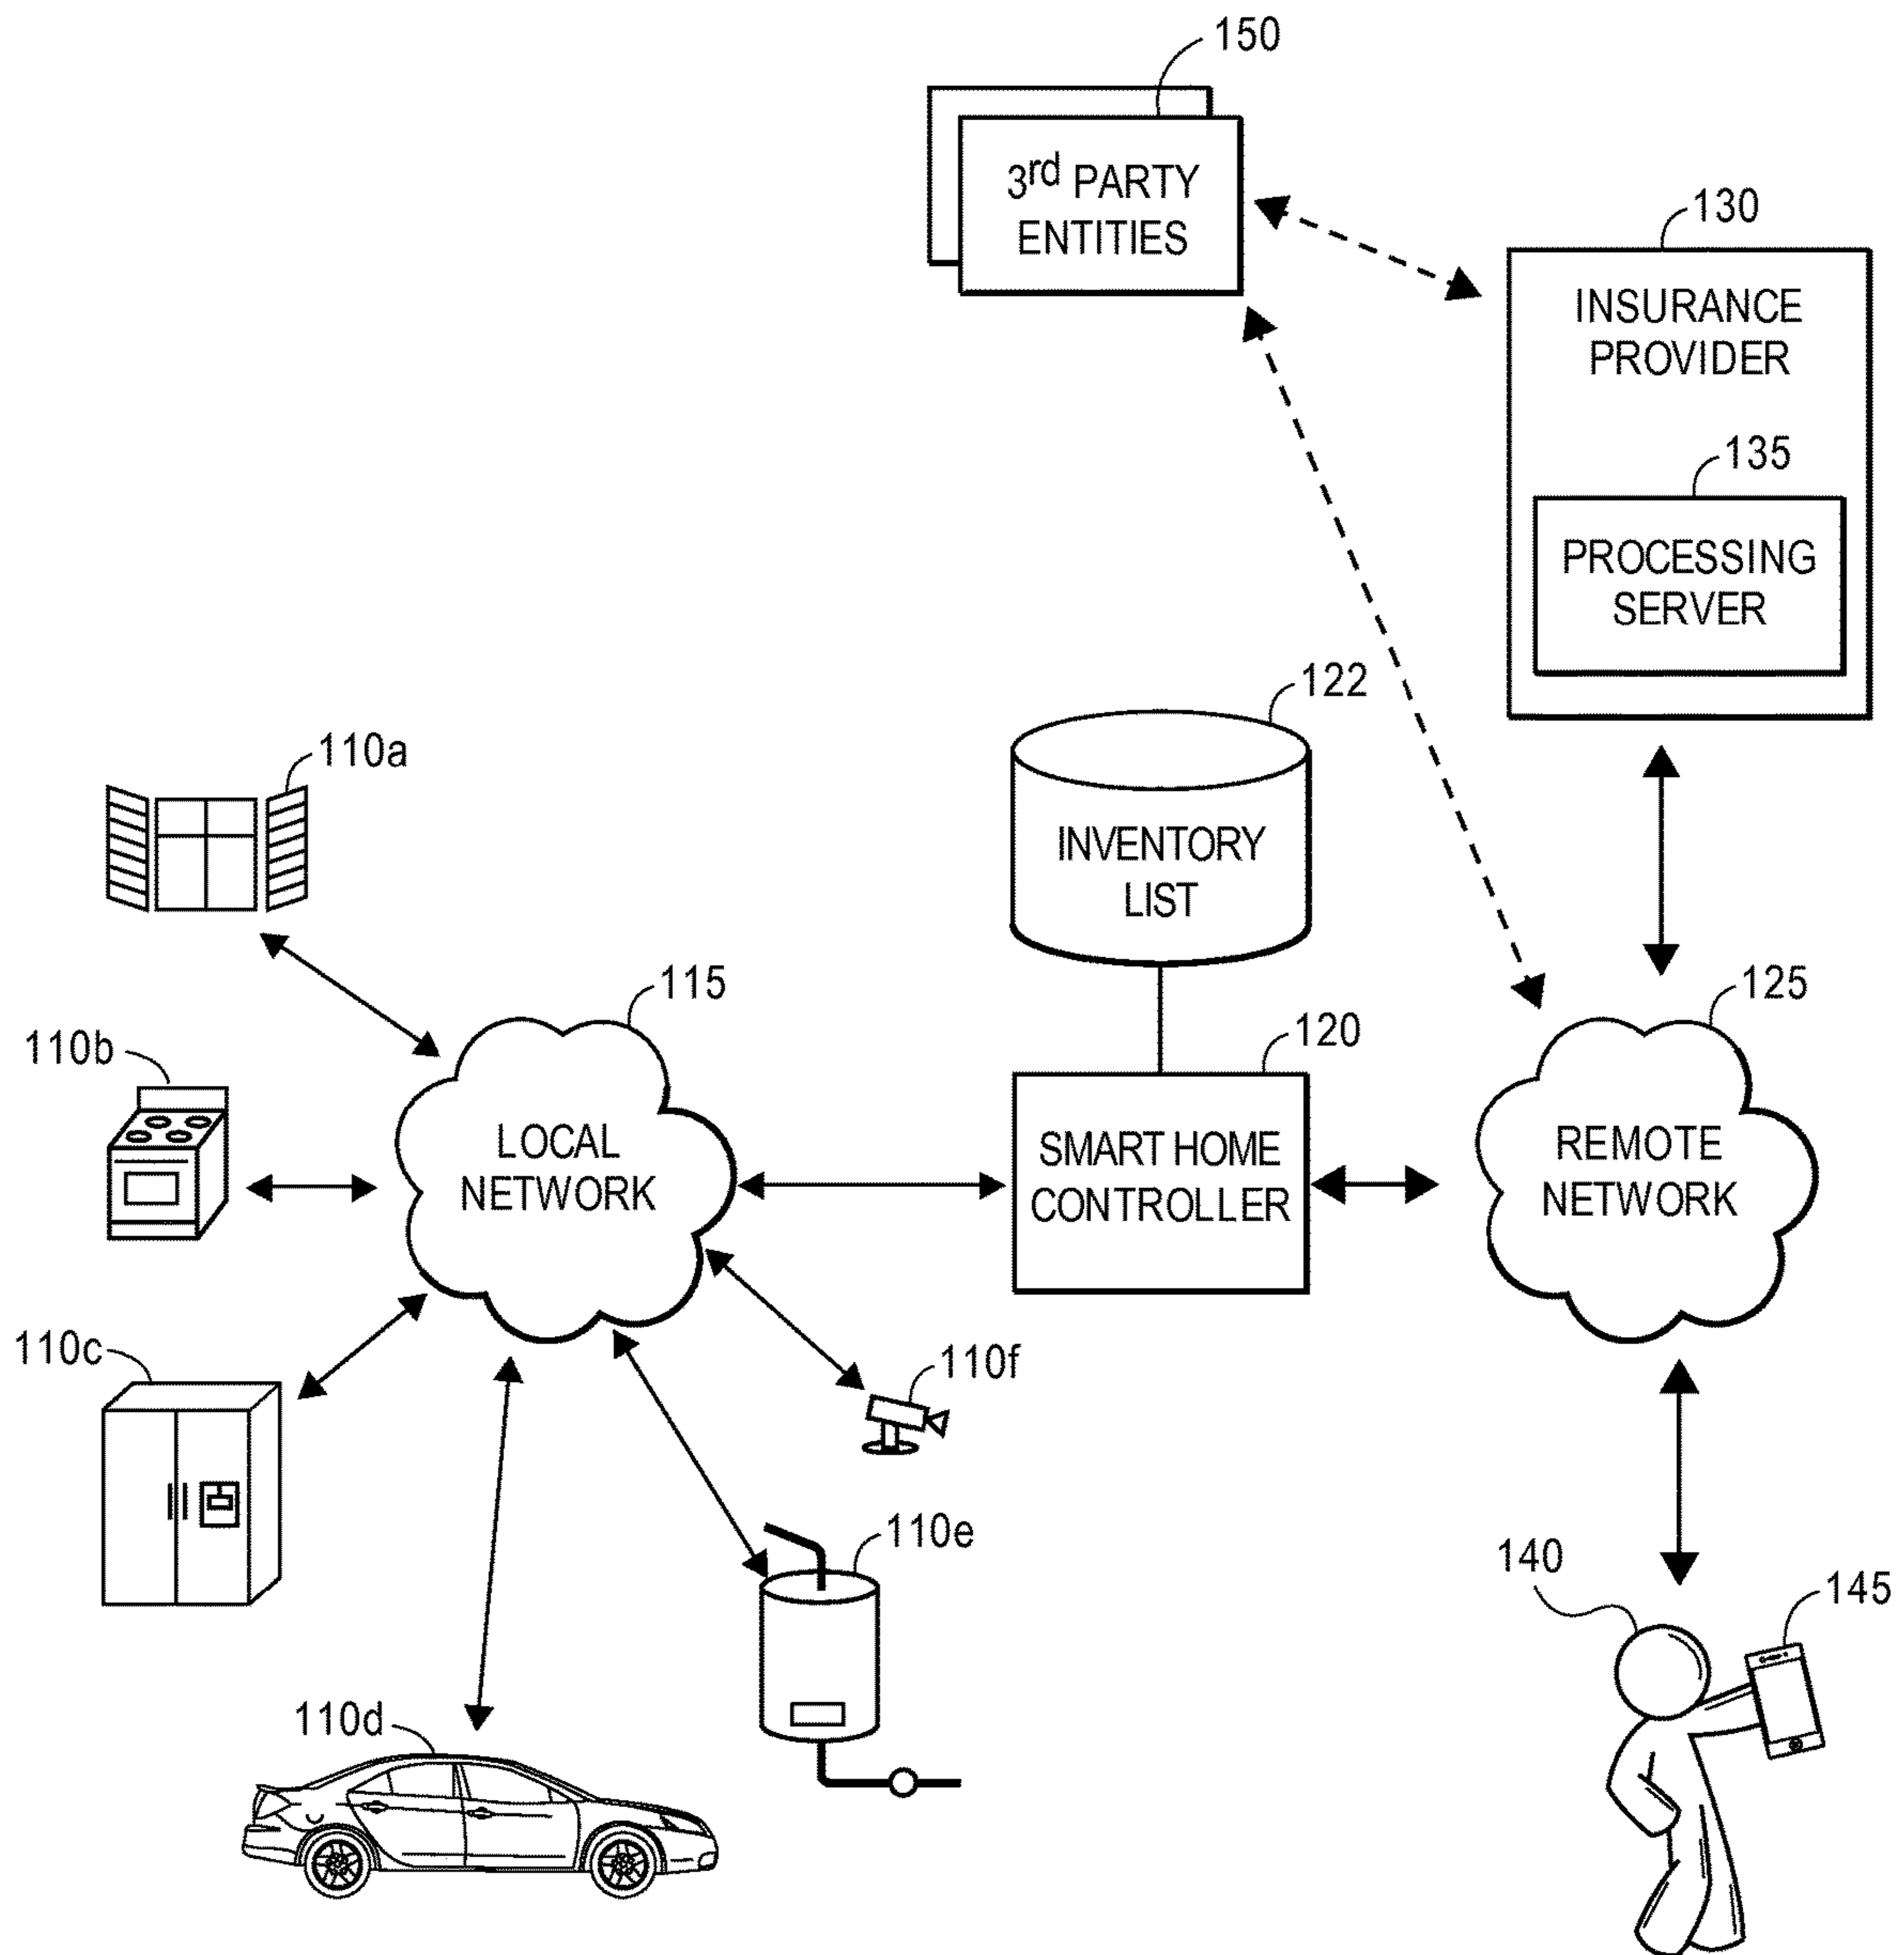 150
3rd PARTY
ENTITIES
130
INSURANCE
PROVIDER
135
PROCESSING
SERVER
122
INVENTORY
LIST
110a
115
125
110b
120
LOCAL
NETWORK
SMART HOME
CONTROLLER
REMOTE
NETWORK
110c
110f
110e
140
145
110d